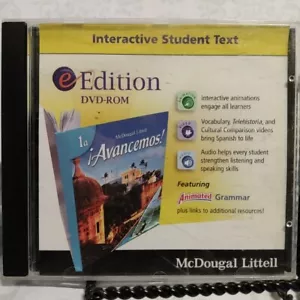 Interactive Student Text
eEdition
DVD-ROM
Interactive animations
engage all learners
McDougal Littell
1a
¡Avancemos!
Vocabulary, Telehistoria, and
Cultural Comparison videos
bring Spanish to life
Audio helps every student
strengthen listening and
speaking skills
Featuring
Animated Grammar
plus links to additional resources!
McDougal Littell